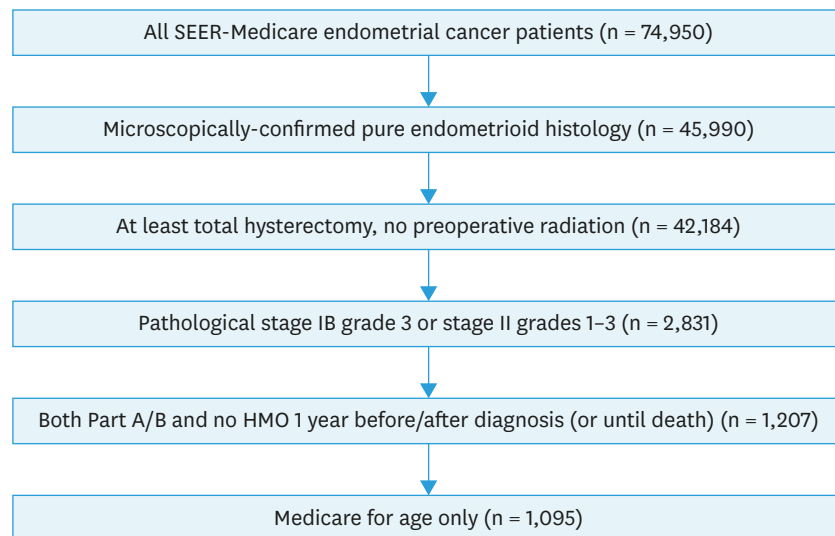 All SEER-Medicare endometrial cancer patients (n = 74,950)
Microscopically-confirmed pure endometrioid histology (n = 45,990)
At least total hysterectomy, no preoperative radiation (n = 42,184)
Pathological stage IB grade 3 or stage II grades 1–3 (n = 2,831)
Both Part A/B and no HMO 1 year before/after diagnosis (or until death) (n = 1,207)
Medicare for age only (n = 1,095)